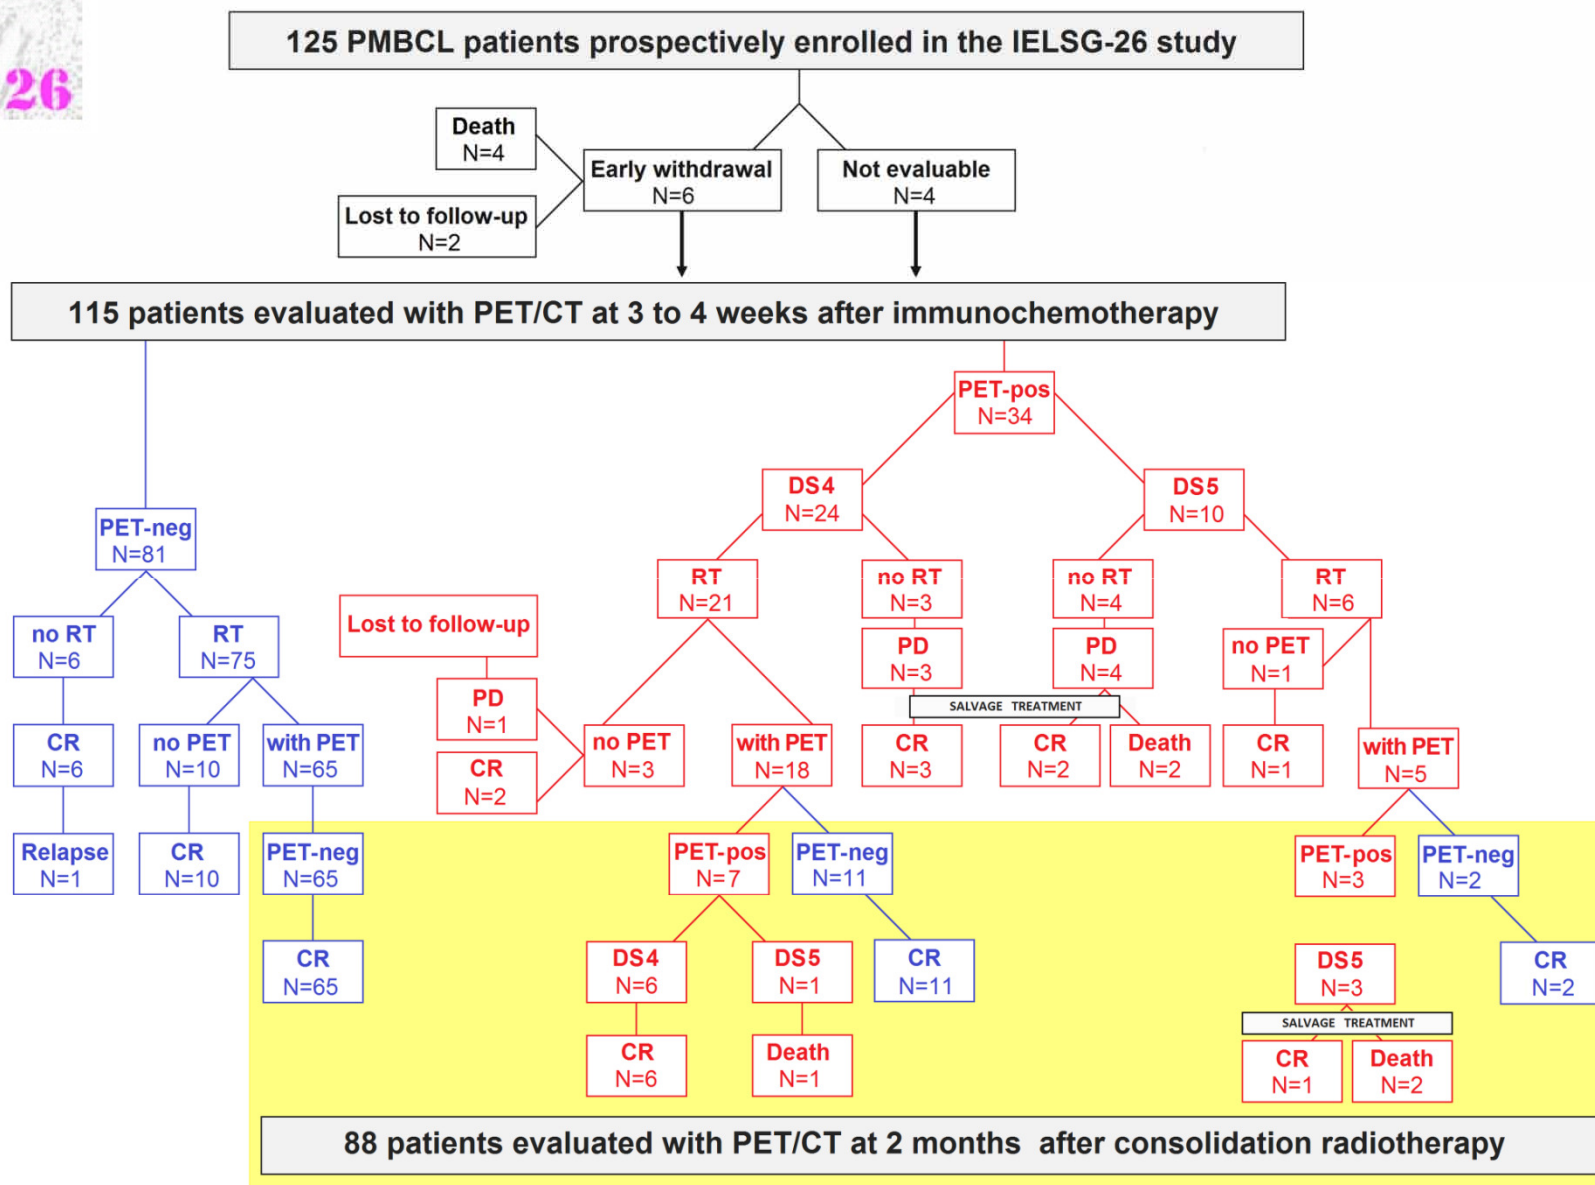 26
125 PMBCL patients prospectively enrolled in the IELSG-26 study
Death
N=4
Early withdrawal
N=6
Not evaluable
N=4
Lost to follow-up
N=2
115 patients evaluated with PET/CT at 3 to 4 weeks after immunochemotherapy
PET-pos
N=34
DS4
N=24
DS5
N=10
PET-neg
N=81
RT
N=21
no RT
N=3
no RT
N=4
RT
N=6
no RT
N=6
RT
N=75
Lost to follow-up
PD
N=3
PD
N=4
no PET
N=1
PD
N=1
SALVAGE TREATMENT
CR
N=6
no PET
N=10
with PET
N=65
CR
N=2
no PET
N=3
with PET
N=18
CR
N=3
CR
N=2
Death
N=2
CR
N=1
with PET
N=5
Relapse
N=1
CR
N=10
PET-neg
N=65
PET-pos
N=7
PET-neg
N=11
PET-pos
N=3
PET-neg
N=2
CR
N=65
DS4
N=6
DS5
N=1
CR
N=11
DS5
N=3
CR
N=2
SALVAGE TREATMENT
CR
N=6
Death
N=1
CR
N=1
Death
N=2
88 patients evaluated with PET/CT at 2 months after consolidation radiotherapy